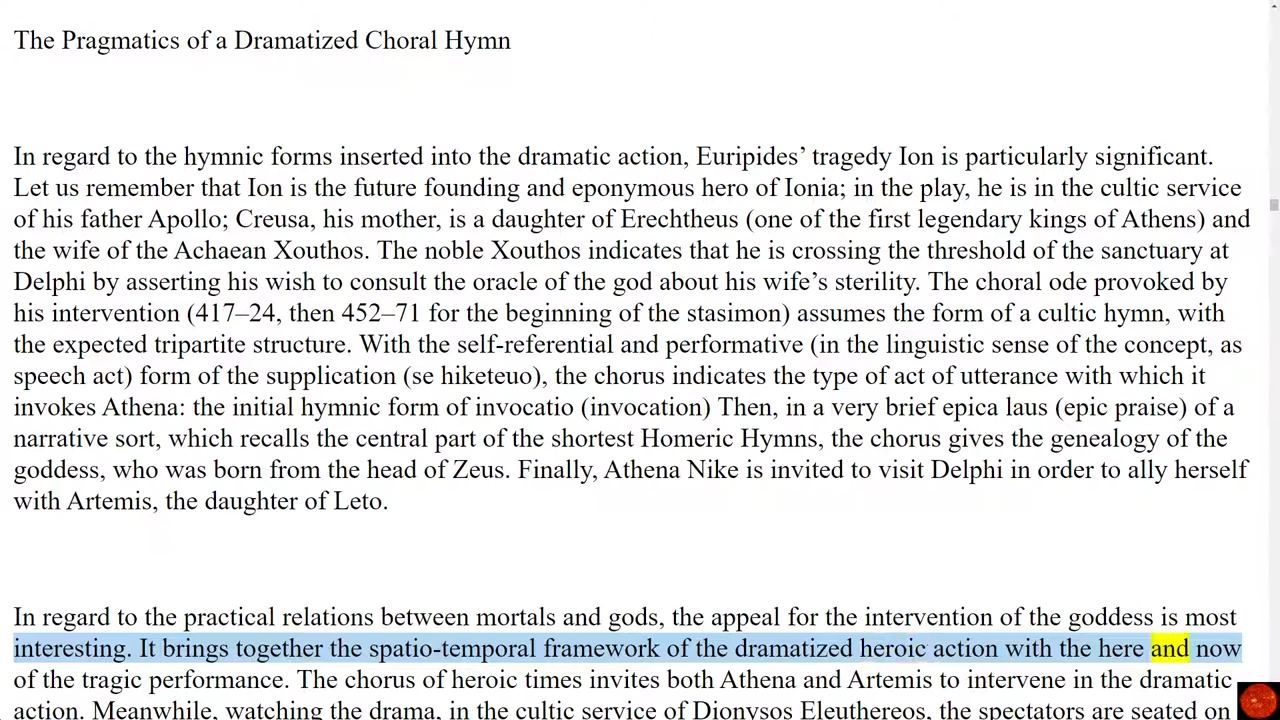 The Pragmatics of a Dramatized Choral Hymn
In regard to the hymnic forms inserted into the dramatic action, Euripides’ tragedy Ion is particularly significant.
Let us remember that Ion is the future founding and eponymous hero of Ionia; in the play, he is in the cultic service
of his father Apollo; Creusa, his mother, is a daughter of Erechtheus (one of the first legendary kings of Athens) and
the wife of the Achaean Xouthos. The noble Xouthos indicates that he is crossing the threshold of the sanctuary at
Delphi by asserting his wish to consult the oracle of the god about his wife’s sterility. The choral ode provoked by
his intervention (417–24, then 452–71 for the beginning of the stasimon) assumes the form of a cultic hymn, with
the expected tripartite structure. With the self-referential and performative (in the linguistic sense of the concept, as
speech act) form of the supplication (se hiketeuo), the chorus indicates the type of act of utterance with which it
invokes Athena: the initial hymnic form of invocatio (invocation) Then, in a very brief epica laus (epic praise) of a
narrative sort, which recalls the central part of the shortest Homeric Hymns, the chorus gives the genealogy of the
goddess, who was born from the head of Zeus. Finally, Athena Nike is invited to visit Delphi in order to ally herself
with Artemis, the daughter of Leto.
In regard to the practical relations between mortals and gods, the appeal for the intervention of the goddess is most
interesting. It brings together the spatio-temporal framework of the dramatized heroic action with the here and now
of the tragic performance. The chorus of heroic times invites both Athena and Artemis to intervene in the dramatic
action. Meanwhile, watching the drama, in the cultic service of Dionysos Eleuthereos, the spectators are seated on